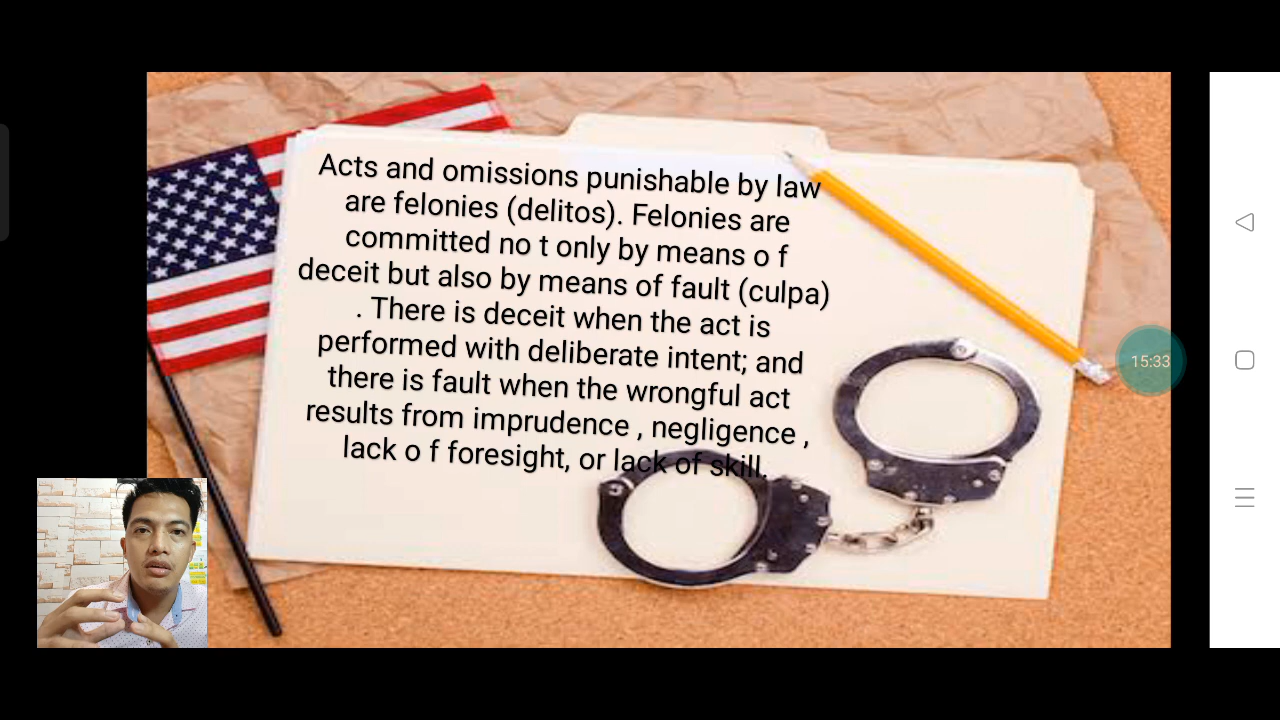 Acts and omissions punishable by law
are felonies (delitos). Felonies are
committed no t only by means o f
deceit but also by means of fault (culpa)
. There is deceit when the act is
performed with deliberate intent; and
there is fault when the wrongful act
results from imprudence , negligence ,
lack o f foresight, or lack of skill.
15:33